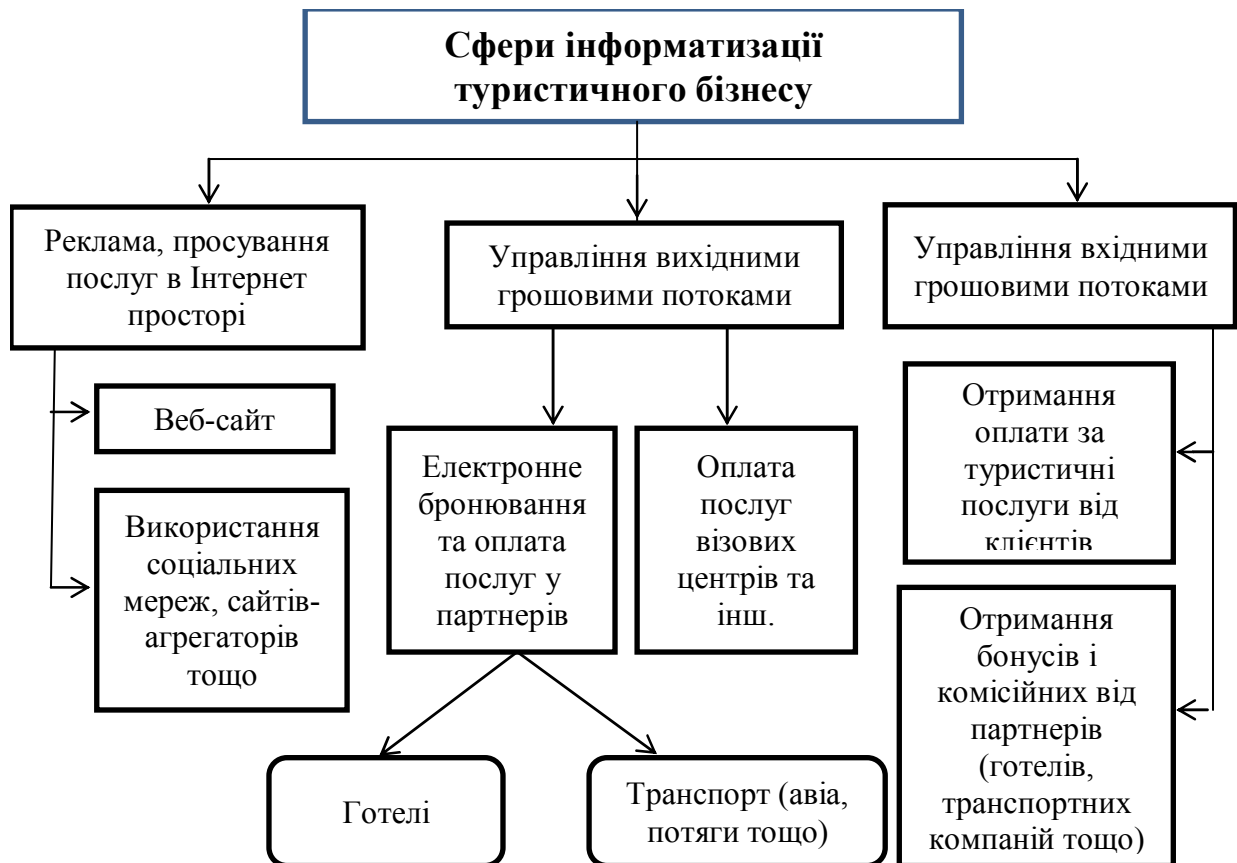 Сфери інформатизації
туристичного бізнесу
Реклама, просування
послуг в Інтернет
просторі
Управління вихідними
грошовими потоками
Управління вхідними
грошовими потоками
Веб-сайт
Використання
соціальних
мереж, сайтів-
агрегаторів
тощо
Електронне
бронювання
та оплата
послуг у
партнерів
Оплата
послуг
візових
центрів та
інш.
Отримання
оплати за
туристичні
послуги від
клієнтів
Отримання
бонусів і
комісійних від
партнерів
(готелів,
транспортних
компаній тощо)
Готелі
Транспорт (авіа,
потяги тощо)